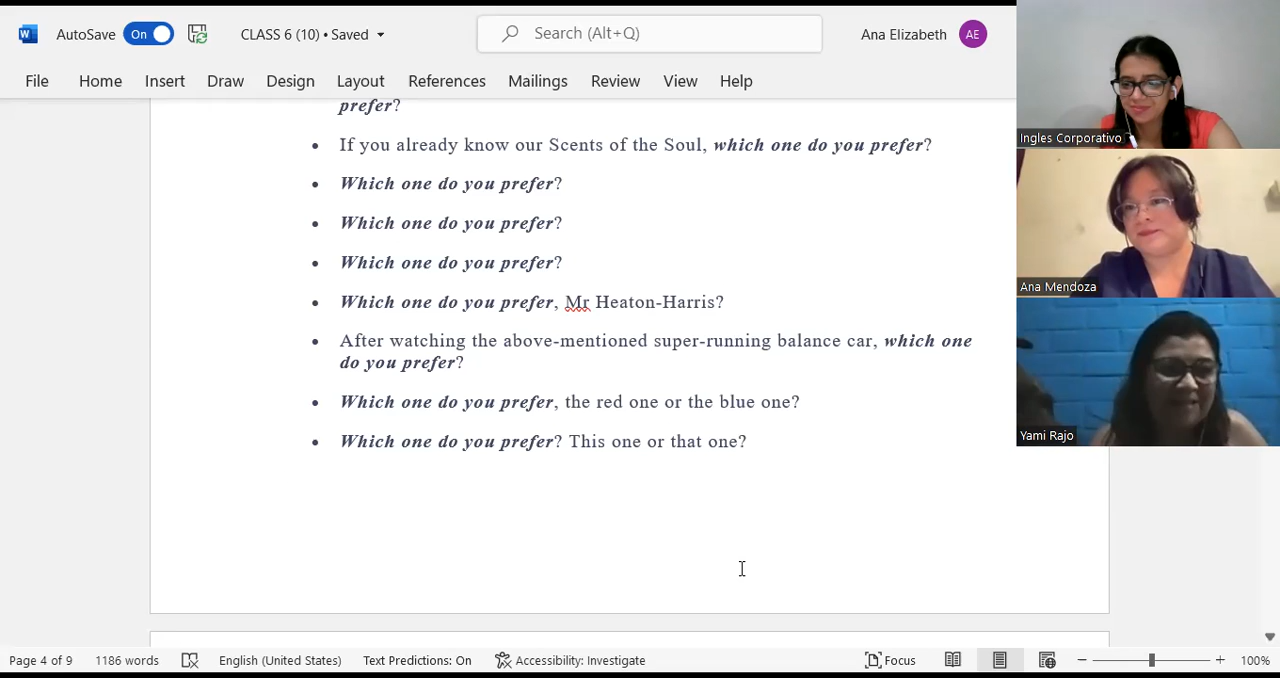 AutoSave On CLASS 6 (10) • Saved Search (Alt+Q) Ana Elizabeth AE
File Home Insert Draw Design Layout References Mailings Review View Help
prefer?
If you already know our Scents of the Soul, which one do you prefer?
Which one do you prefer?
Which one do you prefer?
Which one do you prefer?
Which one do you prefer, Mr Heaton-Harris?
After watching the above-mentioned super-running balance car, which one
do you prefer?
Which one do you prefer, the red one or the blue one?
Which one do you prefer? This one or that one?
Ingles Corporativo
Ana Mendoza
Yami Rajo
Page 4 of 9 1186 words English (United States) Text Predictions: On Accessibility: Investigate Focus 100%